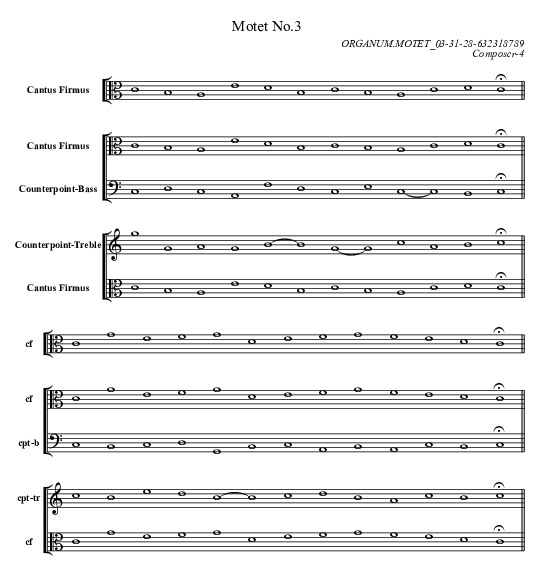 Motet No.3
ORGANUM.MOTET_03-31-28-632318789
Composer-4
Cantus Firmus
Cantus Firmus
Counterpoint-Bass
Counterpoint-Treble
Cantus Firmus
cf
cf
cpt-b
cpt-tr
cf